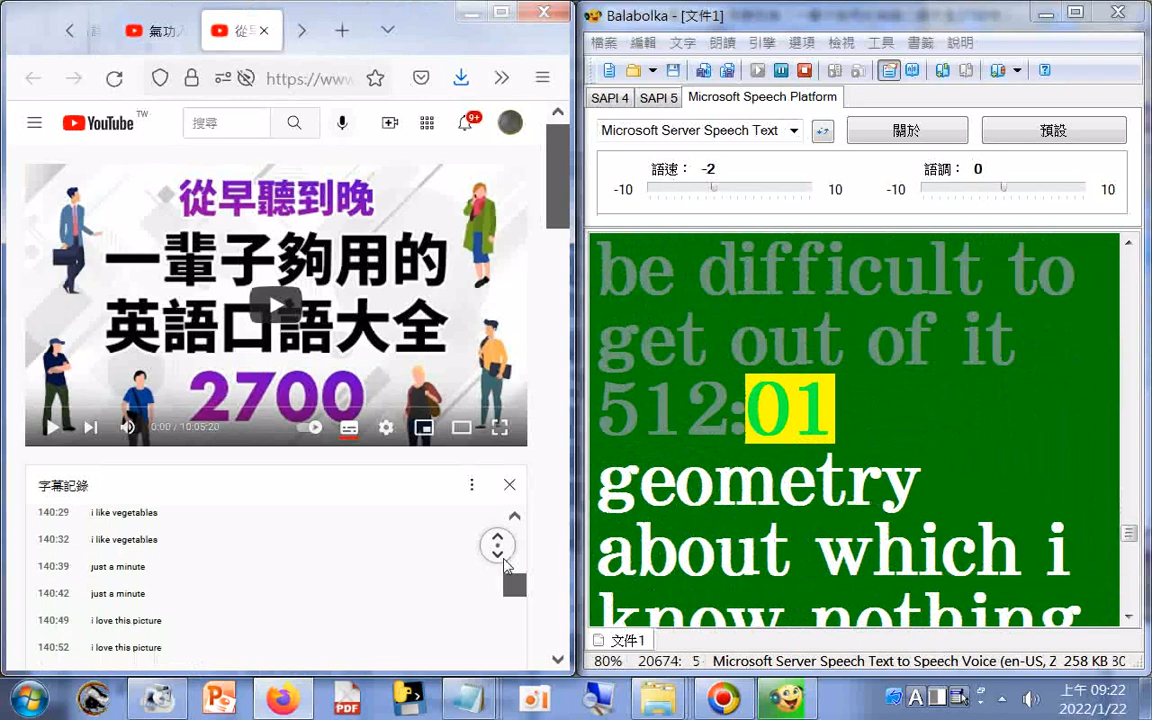 氣功
從
https://www
YouTube TW
搜尋
9+
從早聽到晚
一輩子夠用的
英語口語大全
2700
0:00 / 10:05:20
字幕記錄
140:29 i like vegetables
140:32 i like vegetables
140:39 just a minute
140:42 just a minute
140:49 i love this picture
140:52 i love this picture
Balabolka - [文件1]
檔案 編輯 文字 朗讀 引擎 選項 檢視 工具 書籤 說明
SAPI 4 SAPI 5 Microsoft Speech Platform
Microsoft Server Speech Text 關於 預設
語速： -2 語調： 0
-10 10 -10 10
be difficult to
get out of it
512:01
geometry
about which i
know nothing
文件1
80% 20674: 5 Microsoft Server Speech Text to Speech Voice (en-US, Z 258 KB 30
PDF
A
上午 09:22
2022/1/22